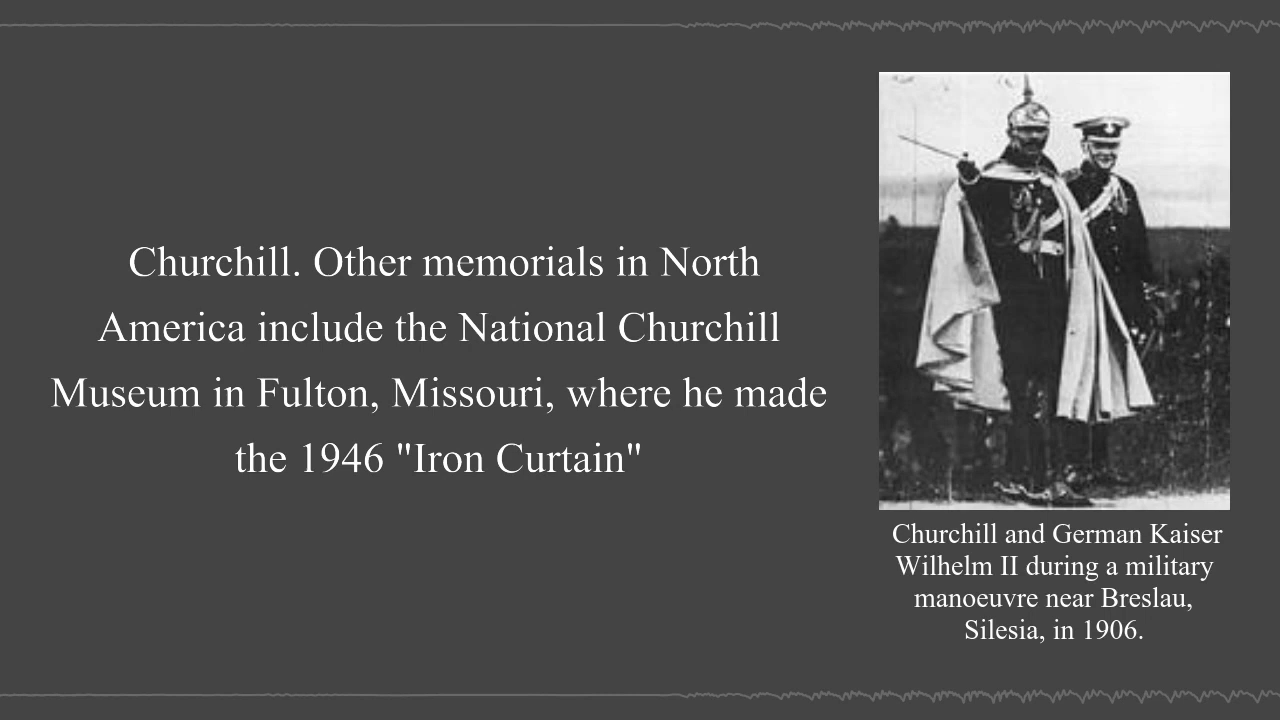 Churchill. Other memorials in North
America include the National Churchill
Museum in Fulton, Missouri, where he made
the 1946 "Iron Curtain"
Churchill and German Kaiser
Wilhelm II during a military
manoeuvre near Breslau,
Silesia, in 1906.